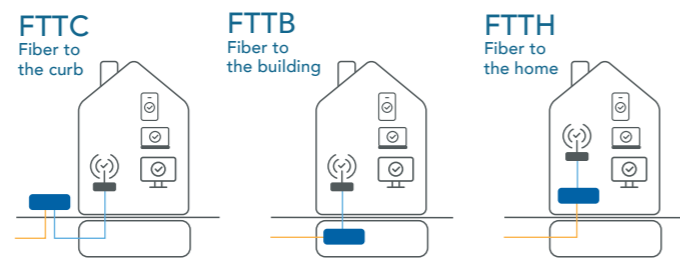 FTTC
Fiber to
the curb
FTTB
Fiber to
the building
FTTH
Fiber to
the home